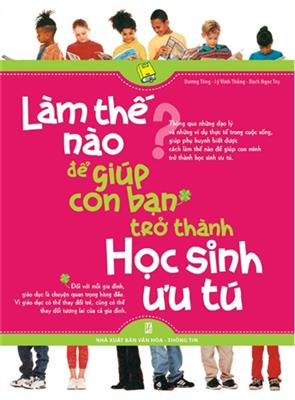 Dương Tùng - Lý Vinh Thăng - Bạch Ngọc Trụ
Làm thế
nào
?
để giúp
con bạn
trở thành
Học sinh
ưu tú
Thông qua những đạo lý
và những ví dụ thực tế trong cuộc sống,
giúp phụ huynh biết được
cách làm thế nào để giúp con mình
trở thành học sinh ưu tú.
Đối với mỗi gia đình,
giáo dục là chuyện quan trọng hàng đầu.
Vì giáo dục có thể thay đổi trẻ, cũng có thể
thay đổi tương lai của cả gia đình.
NHÀ XUẤT BẢN VĂN HÓA - THÔNG TIN